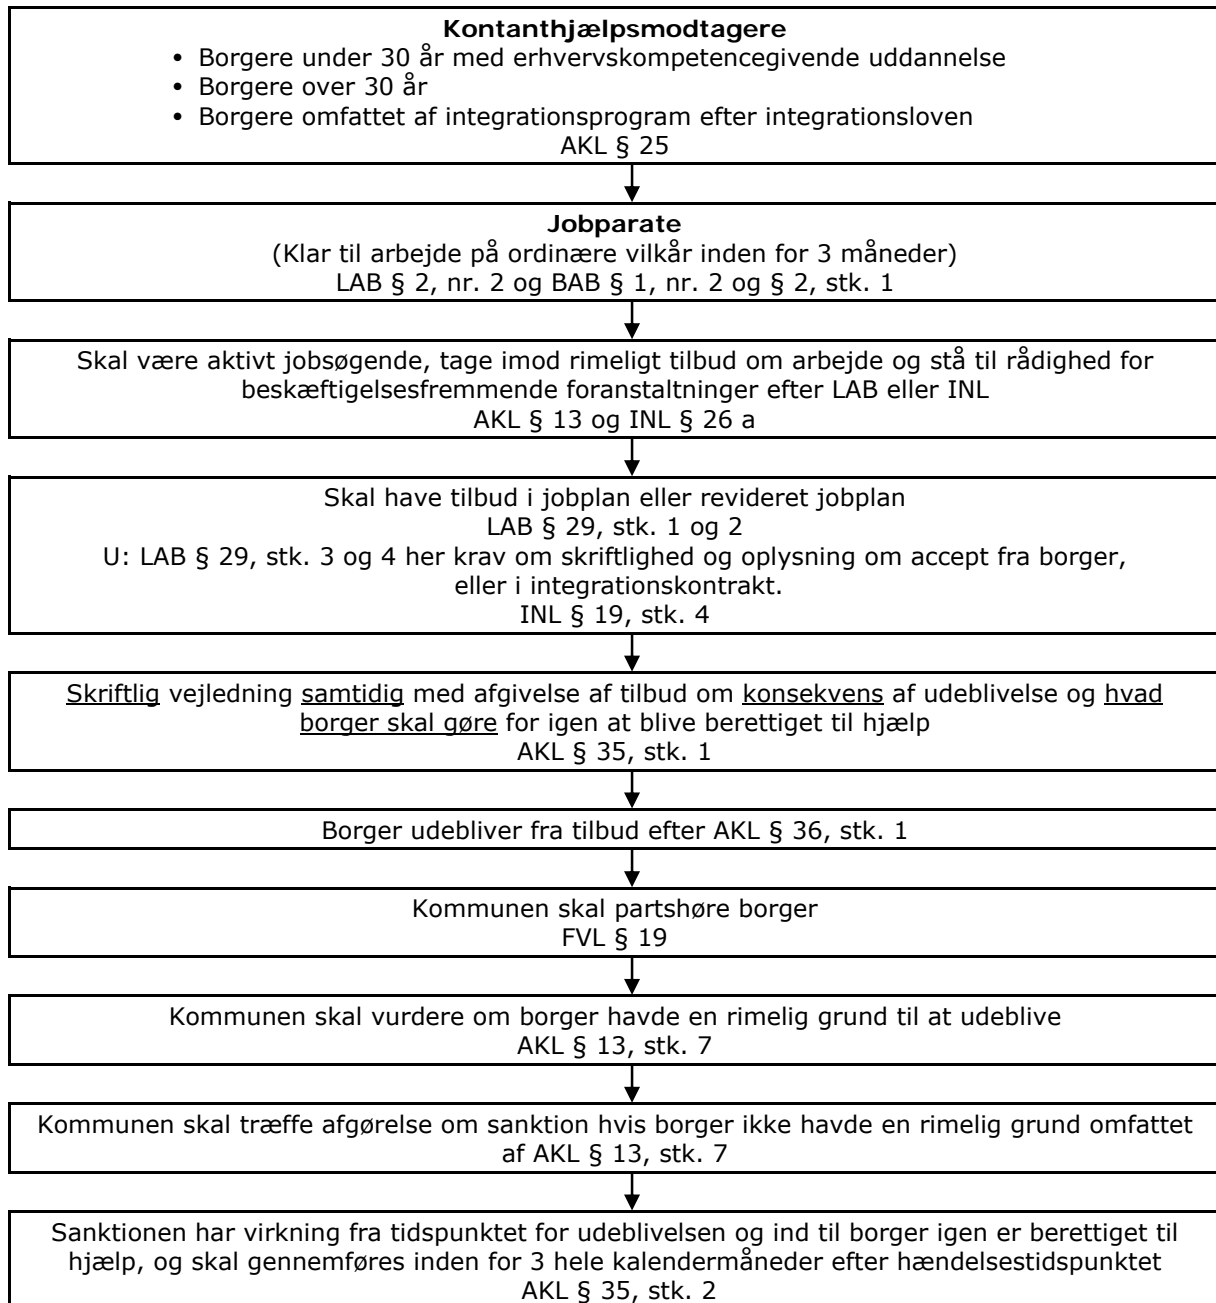 Kontanthjælpsmodtagere
• Borgere under 30 år med erhvervskompetencegivende uddannelse
• Borgere over 30 år
• Borgere omfattet af integrationsprogram efter integrationsloven
AKL § 25
Jobparate
(Klar til arbejde på ordinære vilkår inden for 3 måneder)
LAB § 2, nr. 2 og BAB § 1, nr. 2 og § 2, stk. 1
Skal være aktivt jobsøgende, tage imod rimeligt tilbud om arbejde og stå til rådighed for
beskæftigelsesfremmende foranstaltninger efter LAB eller INL
AKL § 13 og INL § 26 a
Skal have tilbud i jobplan eller revideret jobplan
LAB § 29, stk. 1 og 2
U: LAB § 29, stk. 3 og 4 her krav om skriftlighed og oplysning om accept fra borger,
eller i integrationskontrakt.
INL § 19, stk. 4
Skriftlig vejledning samtidig med afgivelse af tilbud om konsekvens af udeblivelse og hvad
borger skal gøre for igen at blive berettiget til hjælp
AKL § 35, stk. 1
Borger udebliver fra tilbud efter AKL § 36, stk. 1
Kommunen skal partshøre borger
FVL § 19
Kommunen skal vurdere om borger havde en rimelig grund til at udeblive
AKL § 13, stk. 7
Kommunen skal træffe afgørelse om sanktion hvis borger ikke havde en rimelig grund omfattet
af AKL § 13, stk. 7
Sanktionen har virkning fra tidspunktet for udeblivelsen og ind til borger igen er berettiget til
hjælp, og skal gennemføres inden for 3 hele kalendermåneder efter hændelsestidspunktet
AKL § 35, stk. 2